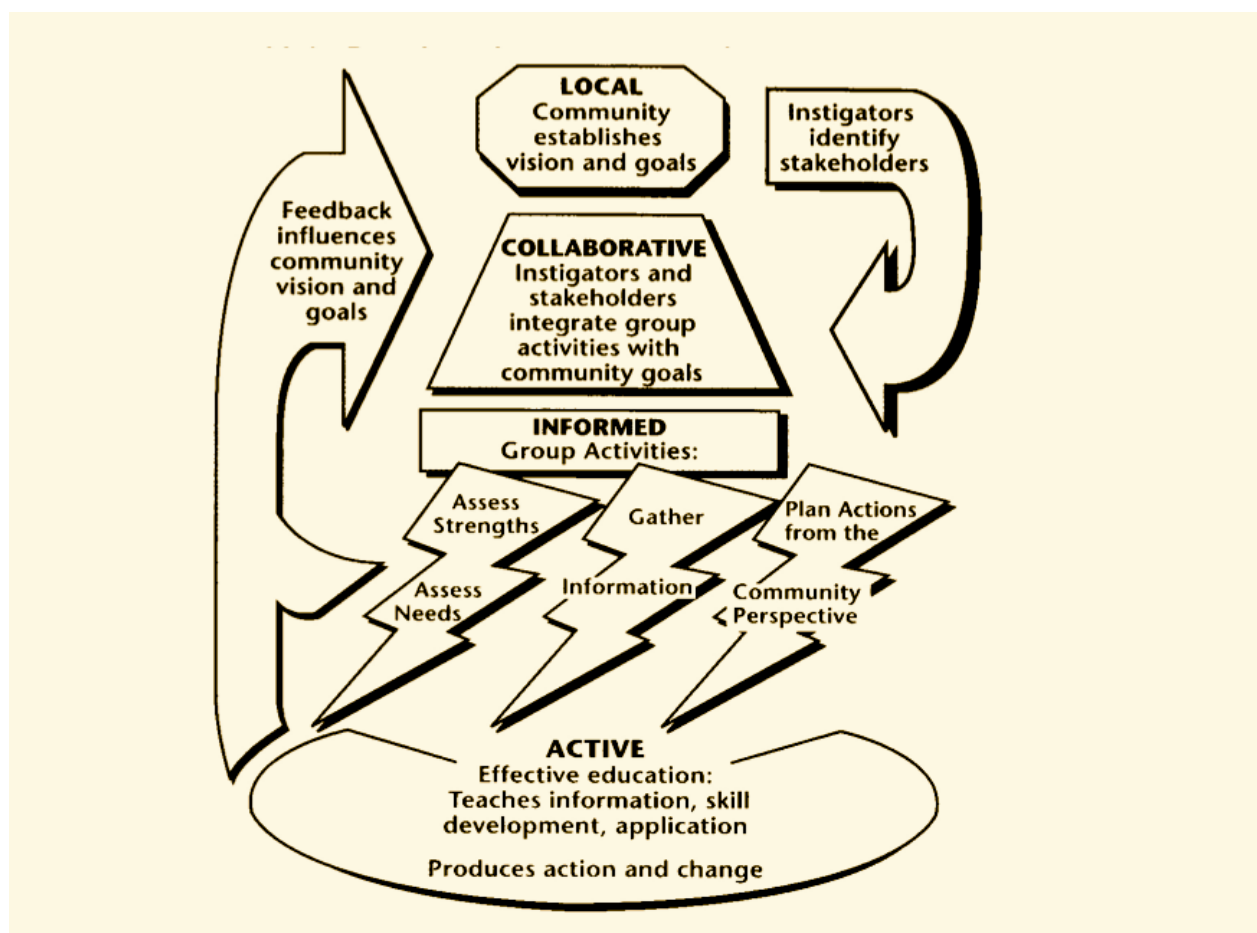 LOCAL
Community
establishes
vision and goals
Instigators
identify
stakeholders
Feedback
influences
community
vision and
goals
COLLABORATIVE
Instigators and
stakeholders
integrate group
activities with
community goals
INFORMED
Group Activities:
Assess
Strengths
Assess
Needs
Gather
Information
Plan Actions
from the
Community
Perspective
ACTIVE
Effective education:
Teaches information, skill
development, application
Produces action and change